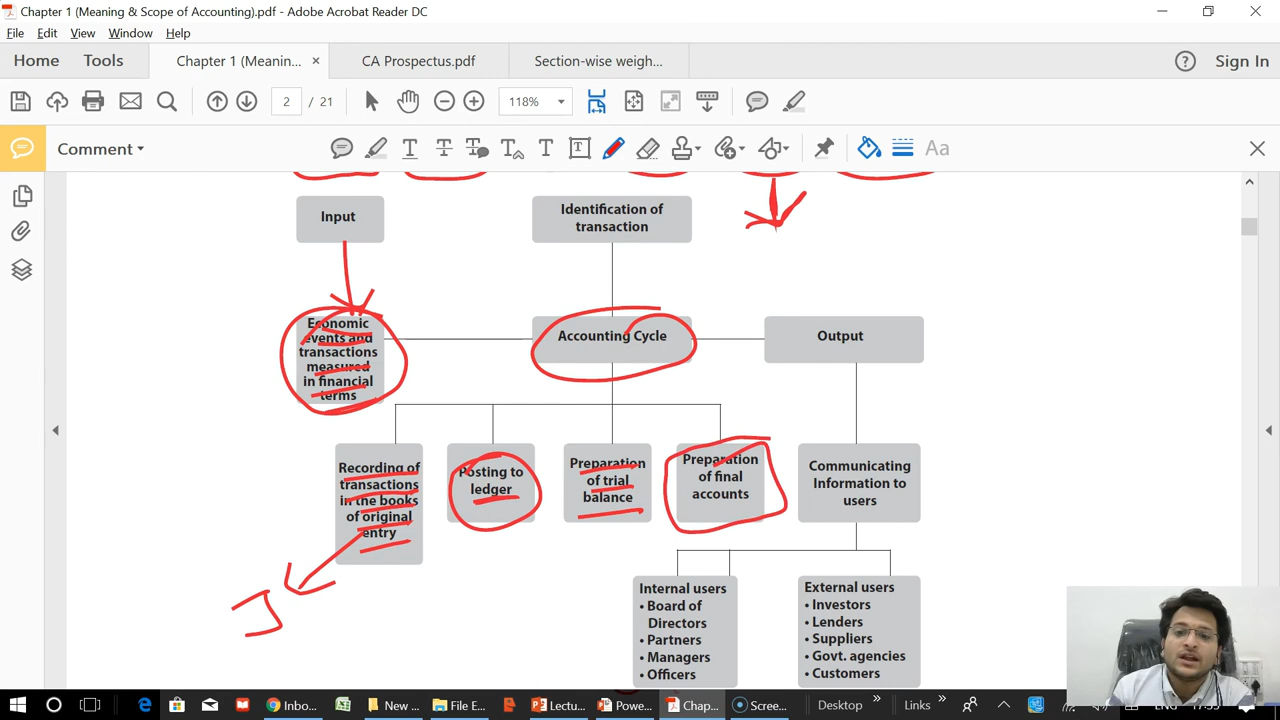 Chapter 1 (Meaning & Scope of Accounting).pdf - Adobe Acrobat Reader DC
File Edit View Window Help
Home Tools Chapter 1 (Meanin... × CA Prospectus.pdf Section-wise weigh... Sign In
2 / 21 118%
Comment
T T T T T T Aa
Input
Identification of
transaction
Economic
events and
transactions
measured
in financial
terms
Accounting Cycle
Output
Recording of
transactions
in the books
of original
entry
Posting to
ledger
Preparation
of trial
balance
Preparation
of final
accounts
Communicating
Information to
users
J
Internal users
• Board of
Directors
• Partners
• Managers
• Officers
External users
• Investors
• Lenders
• Suppliers
• Govt. agencies
• Customers
Inbo... New ... File E... Lectu... Powe... Chap... Scree... Desktop » Links »